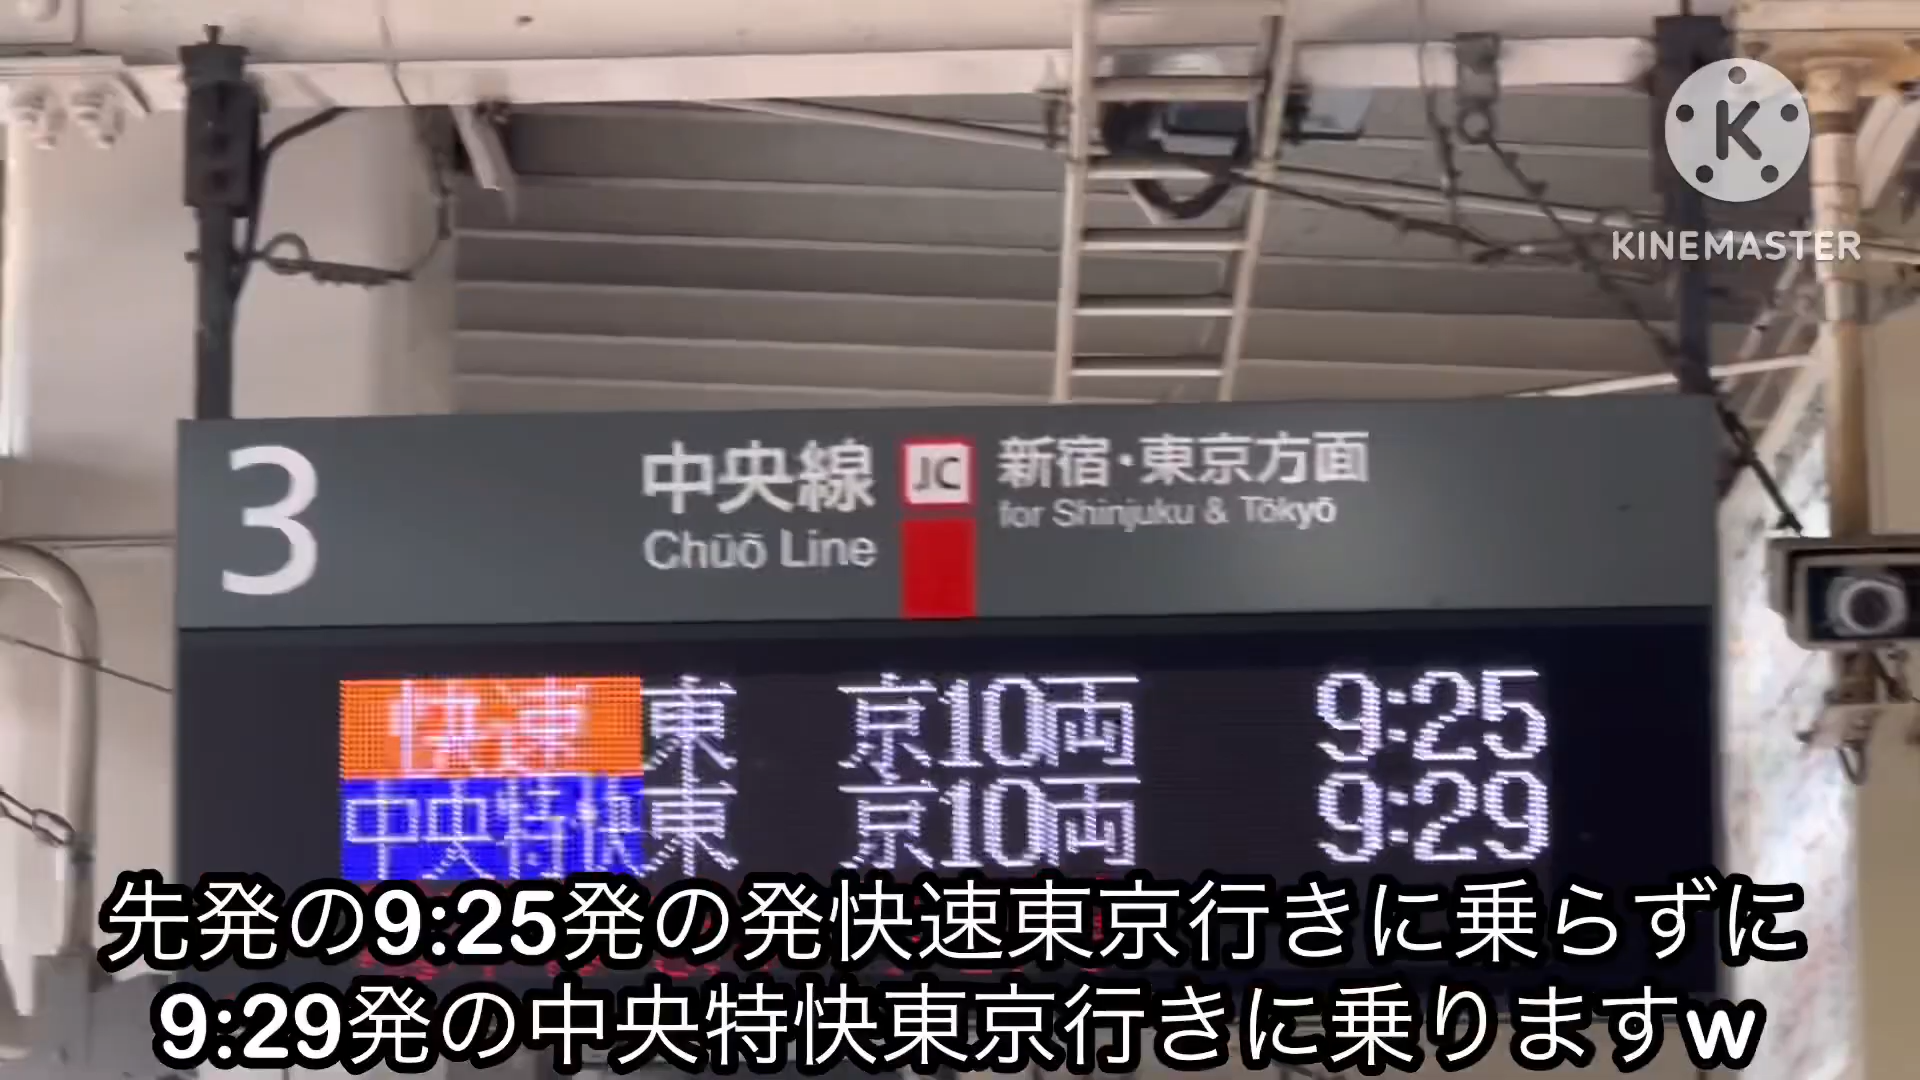 KINEMASTER
3
中央線 JC 新宿・東京方面
Chūō Line for Shinjuku & Tōkyō
快速 東 京10両 9:25
中央特快 東 京10両 9:29
先発の9:25発の発快速東京行きに乗らずに
9:29発の中央特快東京行きに乗りますw